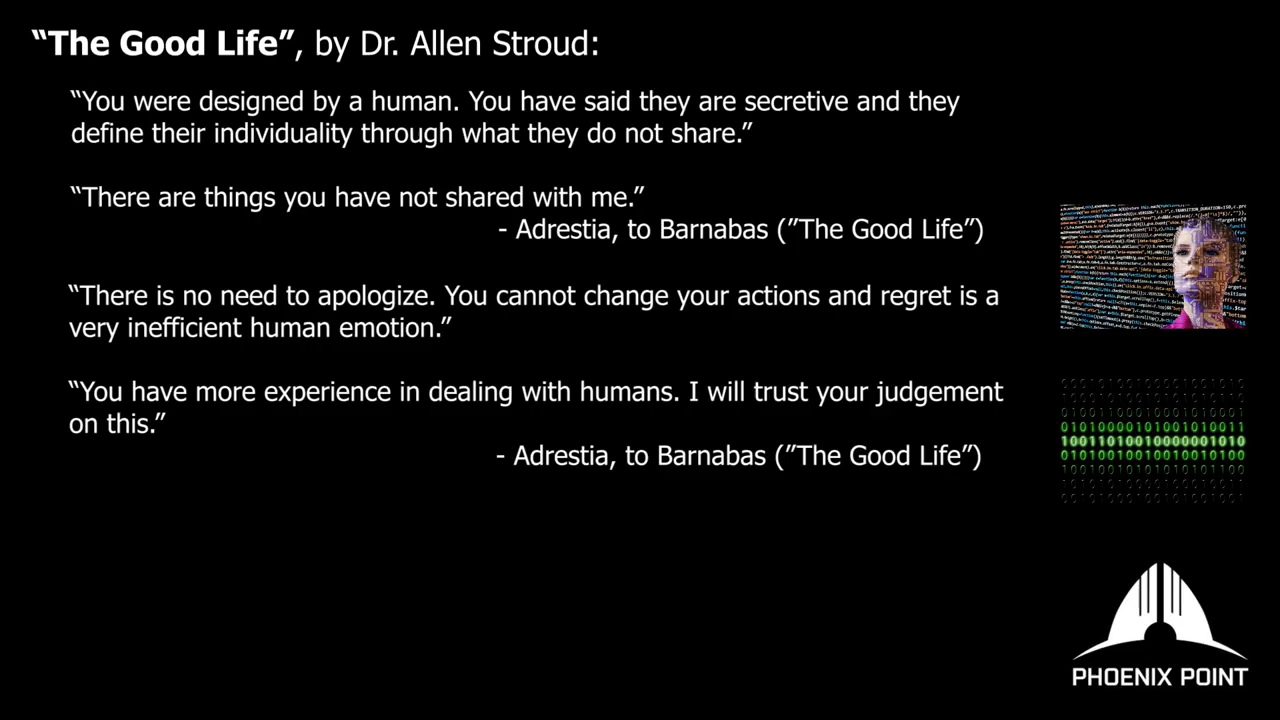 “The Good Life”, by Dr. Allen Stroud:
“You were designed by a human. You have said they are secretive and they
define their individuality through what they do not share.”
“There are things you have not shared with me.”
- Adrestia, to Barnabas (”The Good Life”)
“There is no need to apologize. You cannot change your actions and regret is a
very inefficient human emotion.”
“You have more experience in dealing with humans. I will trust your judgement
on this.”
- Adrestia, to Barnabas (”The Good Life”)
PHOENIX POINT